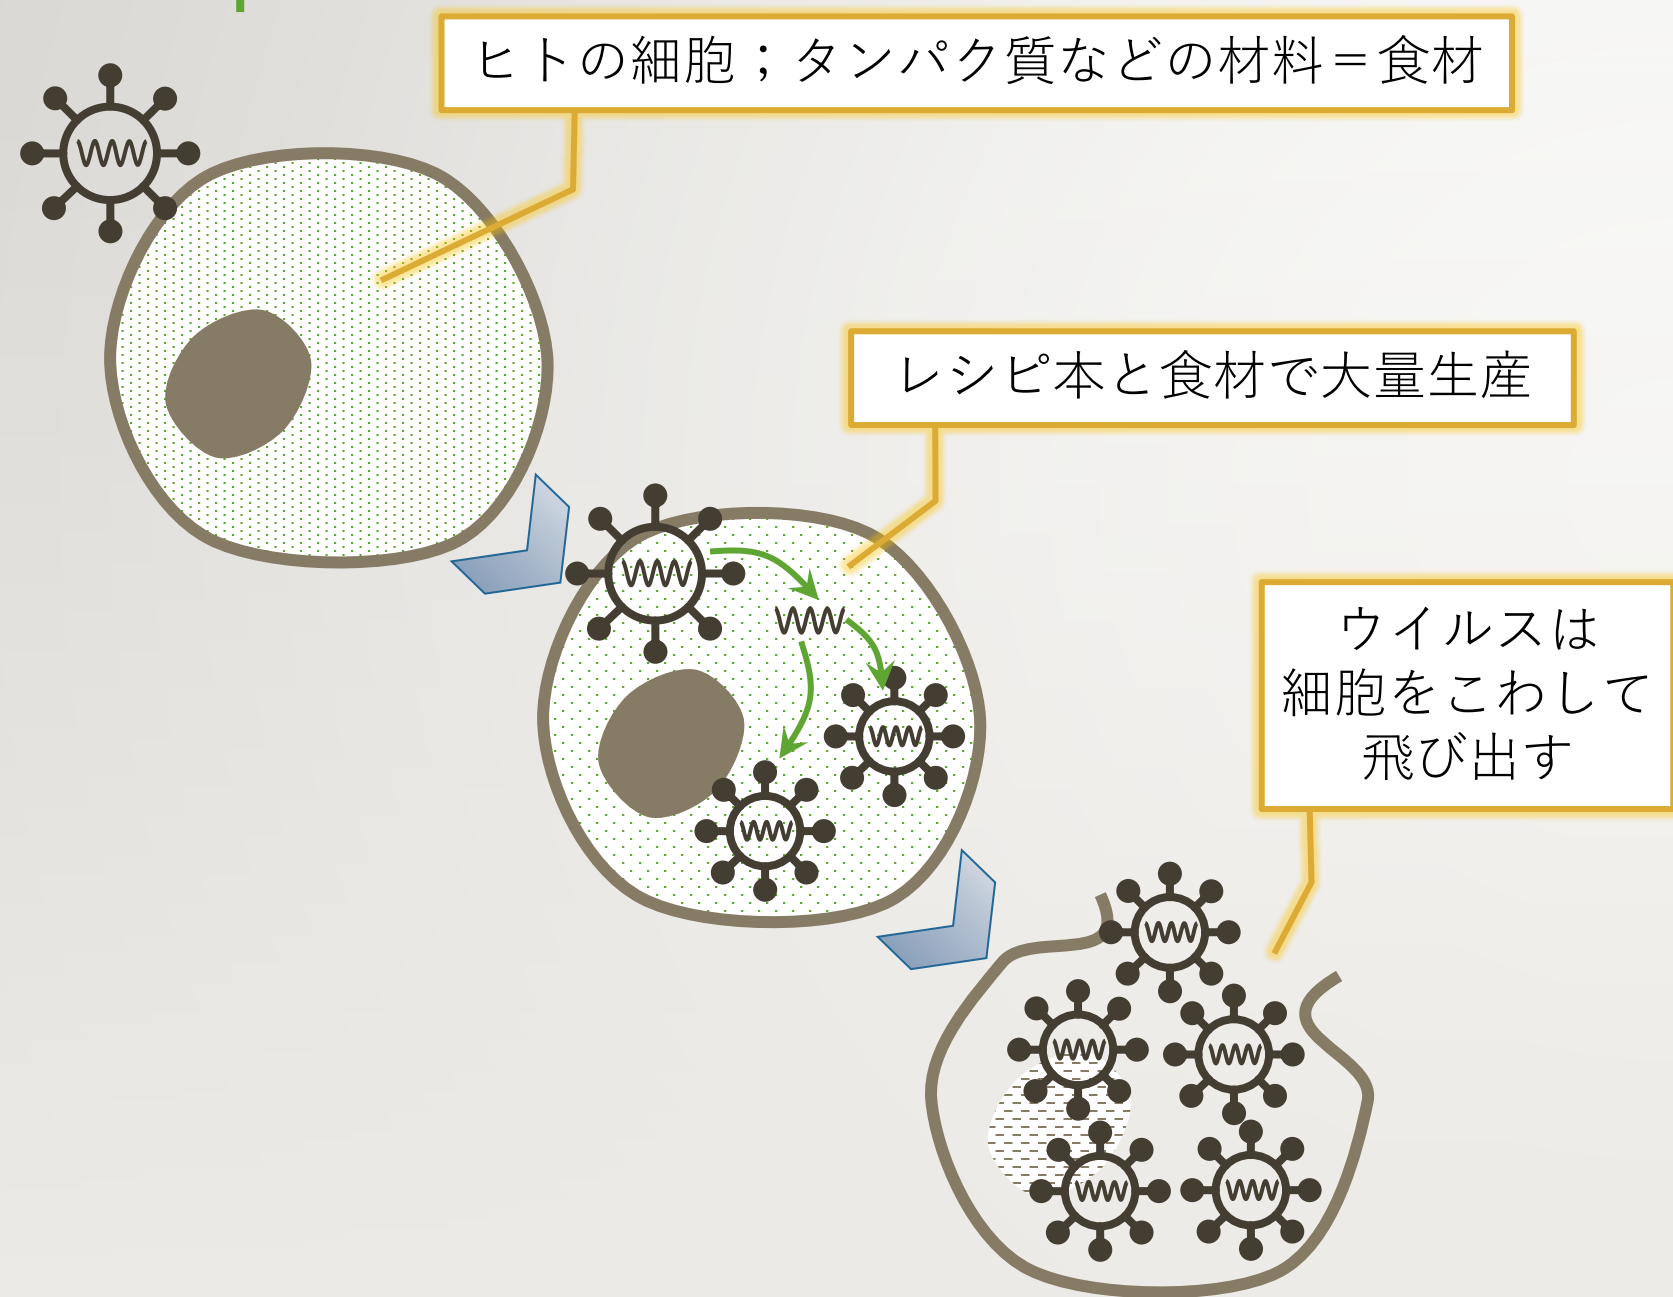 ヒトの細胞；タンパク質などの材料＝食材
レシピ本と食材で大量生産
ウイルスは
細胞をこわして
飛び出す